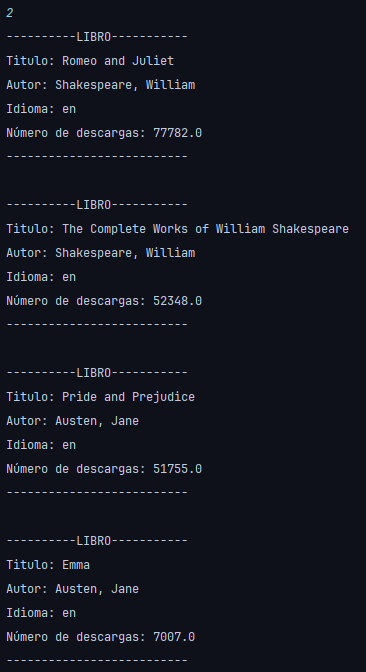 2
----------LIBRO-----------
Titulo: Romeo and Juliet
Autor: Shakespeare, William
Idioma: en
Número de descargas: 77782.0
--------------------------
----------LIBRO-----------
Titulo: The Complete Works of William Shakespeare
Autor: Shakespeare, William
Idioma: en
Número de descargas: 52348.0
--------------------------
----------LIBRO-----------
Titulo: Pride and Prejudice
Autor: Austen, Jane
Idioma: en
Número de descargas: 51755.0
--------------------------
----------LIBRO-----------
Titulo: Emma
Autor: Austen, Jane
Idioma: en
Número de descargas: 7007.0
--------------------------